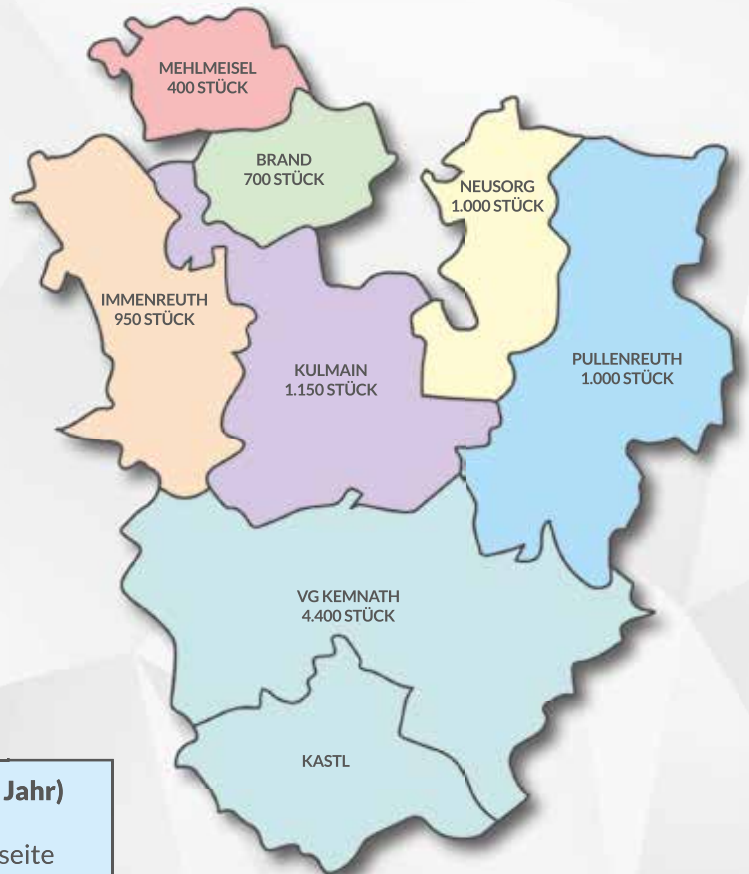 MEHLMEISEL
400 STÜCK
BRAND
700 STÜCK
NEUSORG
1.000 STÜCK
IMMENREUTH
950 STÜCK
KULMAIN
1.150 STÜCK
PULLENREUTH
1.000 STÜCK
VG KEMNATH
4.400 STÜCK
KASTL
Jahr)
seite